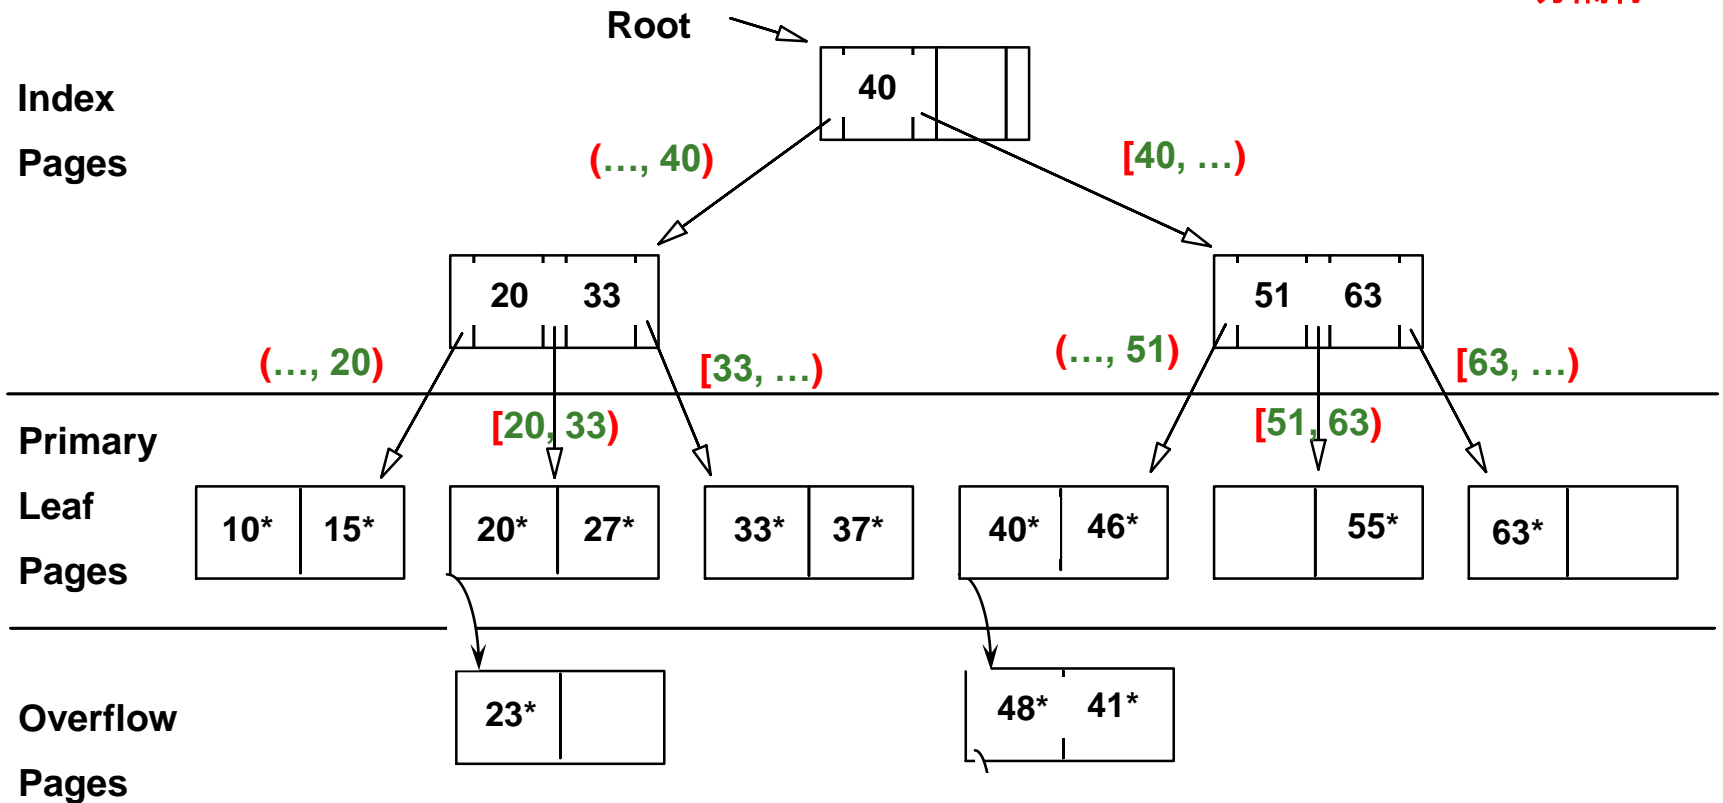 Root
40
Index
Pages
(…, 40)
[40, …)
20 33
51 63
(…, 20)
[33, …)
(…, 51)
[63, …)
[20, 33)
[51, 63)
Primary
Leaf
Pages
10* 15* 20* 27* 33* 37* 40* 46* 55* 63*
23*
48* 41*
Overflow
Pages